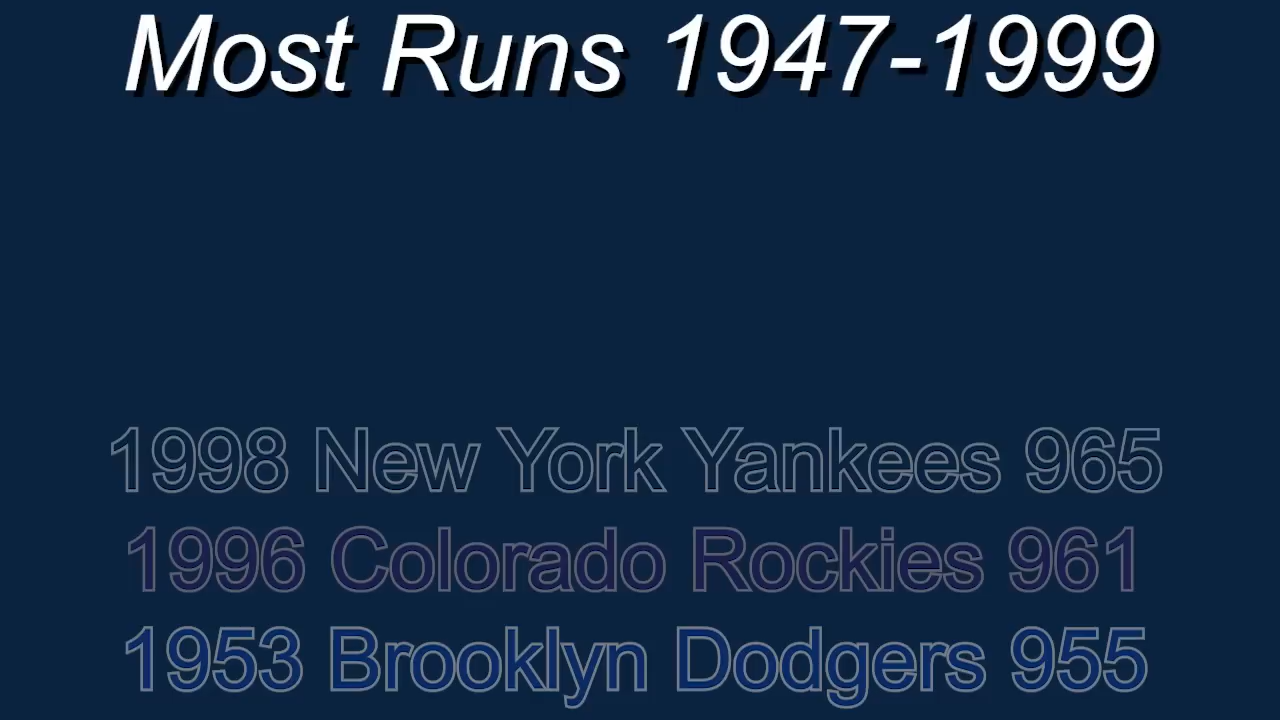 Most Runs 1947-1999
1998 New York Yankees 965
1996 Colorado Rockies 961
1953 Brooklyn Dodgers 955